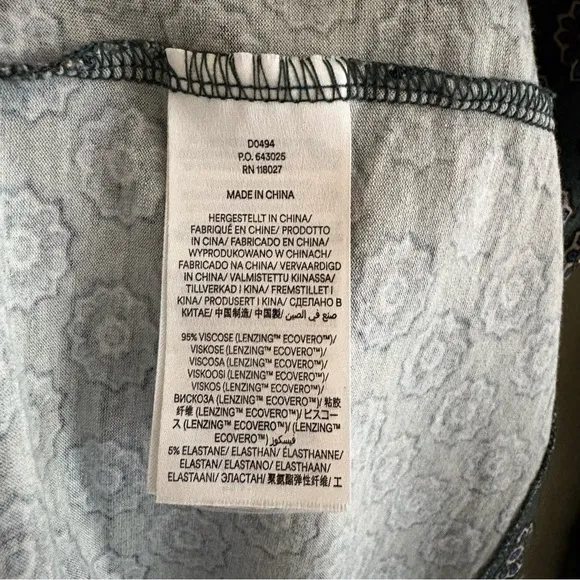 D0494
P.O. 643025
RN 118027
MADE IN CHINA
HERGESTELLT IN CHINA/
FABRIQUÉ EN CHINE/ PRODOTTO
IN CINA/ FABRICADO EN CHINA/
WYPRODUKOWANO W CHINACH/
FABRICADO NA CHINA/ VERVAARDIGD
IN CHINA/ VALMISTETTU KIINASSA/
TILLVERKAD I KINA/ FREMSTILLET I
KINA/ PRODUSERT I KINA/ СДЕЛАНО В
КИТАЕ/ 中国制造/ 中国製/ صنع في الصين
95% VISCOSE (LENZING™ ECOVERO™)/
VISKOSE (LENZING™ ECOVERO™)/
VISCOSA (LENZING™ ECOVERO™)/
VISKOOSI (LENZING™ ECOVERO™)/
VISKOS (LENZING™ ECOVERO™)/
ВИСКОЗА (LENZING™ ECOVERO™)/ 粘胶
纤维 (LENZING™ ECOVERO™)/ ビスコー
ス (LENZING™ ECOVERO™)/ (LENZING™
ECOVERO™) فيسكوز
5% ELASTANE/ ELASTHAN/ ÉLASTHANNE/
ELASTAN/ ELASTANO/ ELASTHAAN/
ELASTAANI/ ЭЛАСТАН/ 聚氨酯弹性纤维/ エ